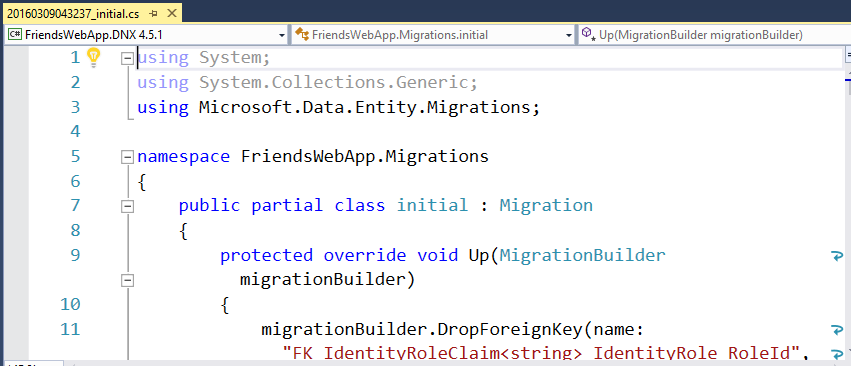 20160309043237_initial.cs
C# FriendsWebApp.DNX 4.5.1 FriendsWebApp.Migrations.initial Up(MigrationBuilder migrationBuilder)
1 using System;
2 using System.Collections.Generic;
3 using Microsoft.Data.Entity.Migrations;
4
5 namespace FriendsWebApp.Migrations
6 {
7 public partial class initial : Migration
8 {
9 protected override void Up(MigrationBuilder
migrationBuilder)
10 {
11 migrationBuilder.DropForeignKey(name:
"FK_IdentityRoleClaim<string>_IdentityRole_RoleId",